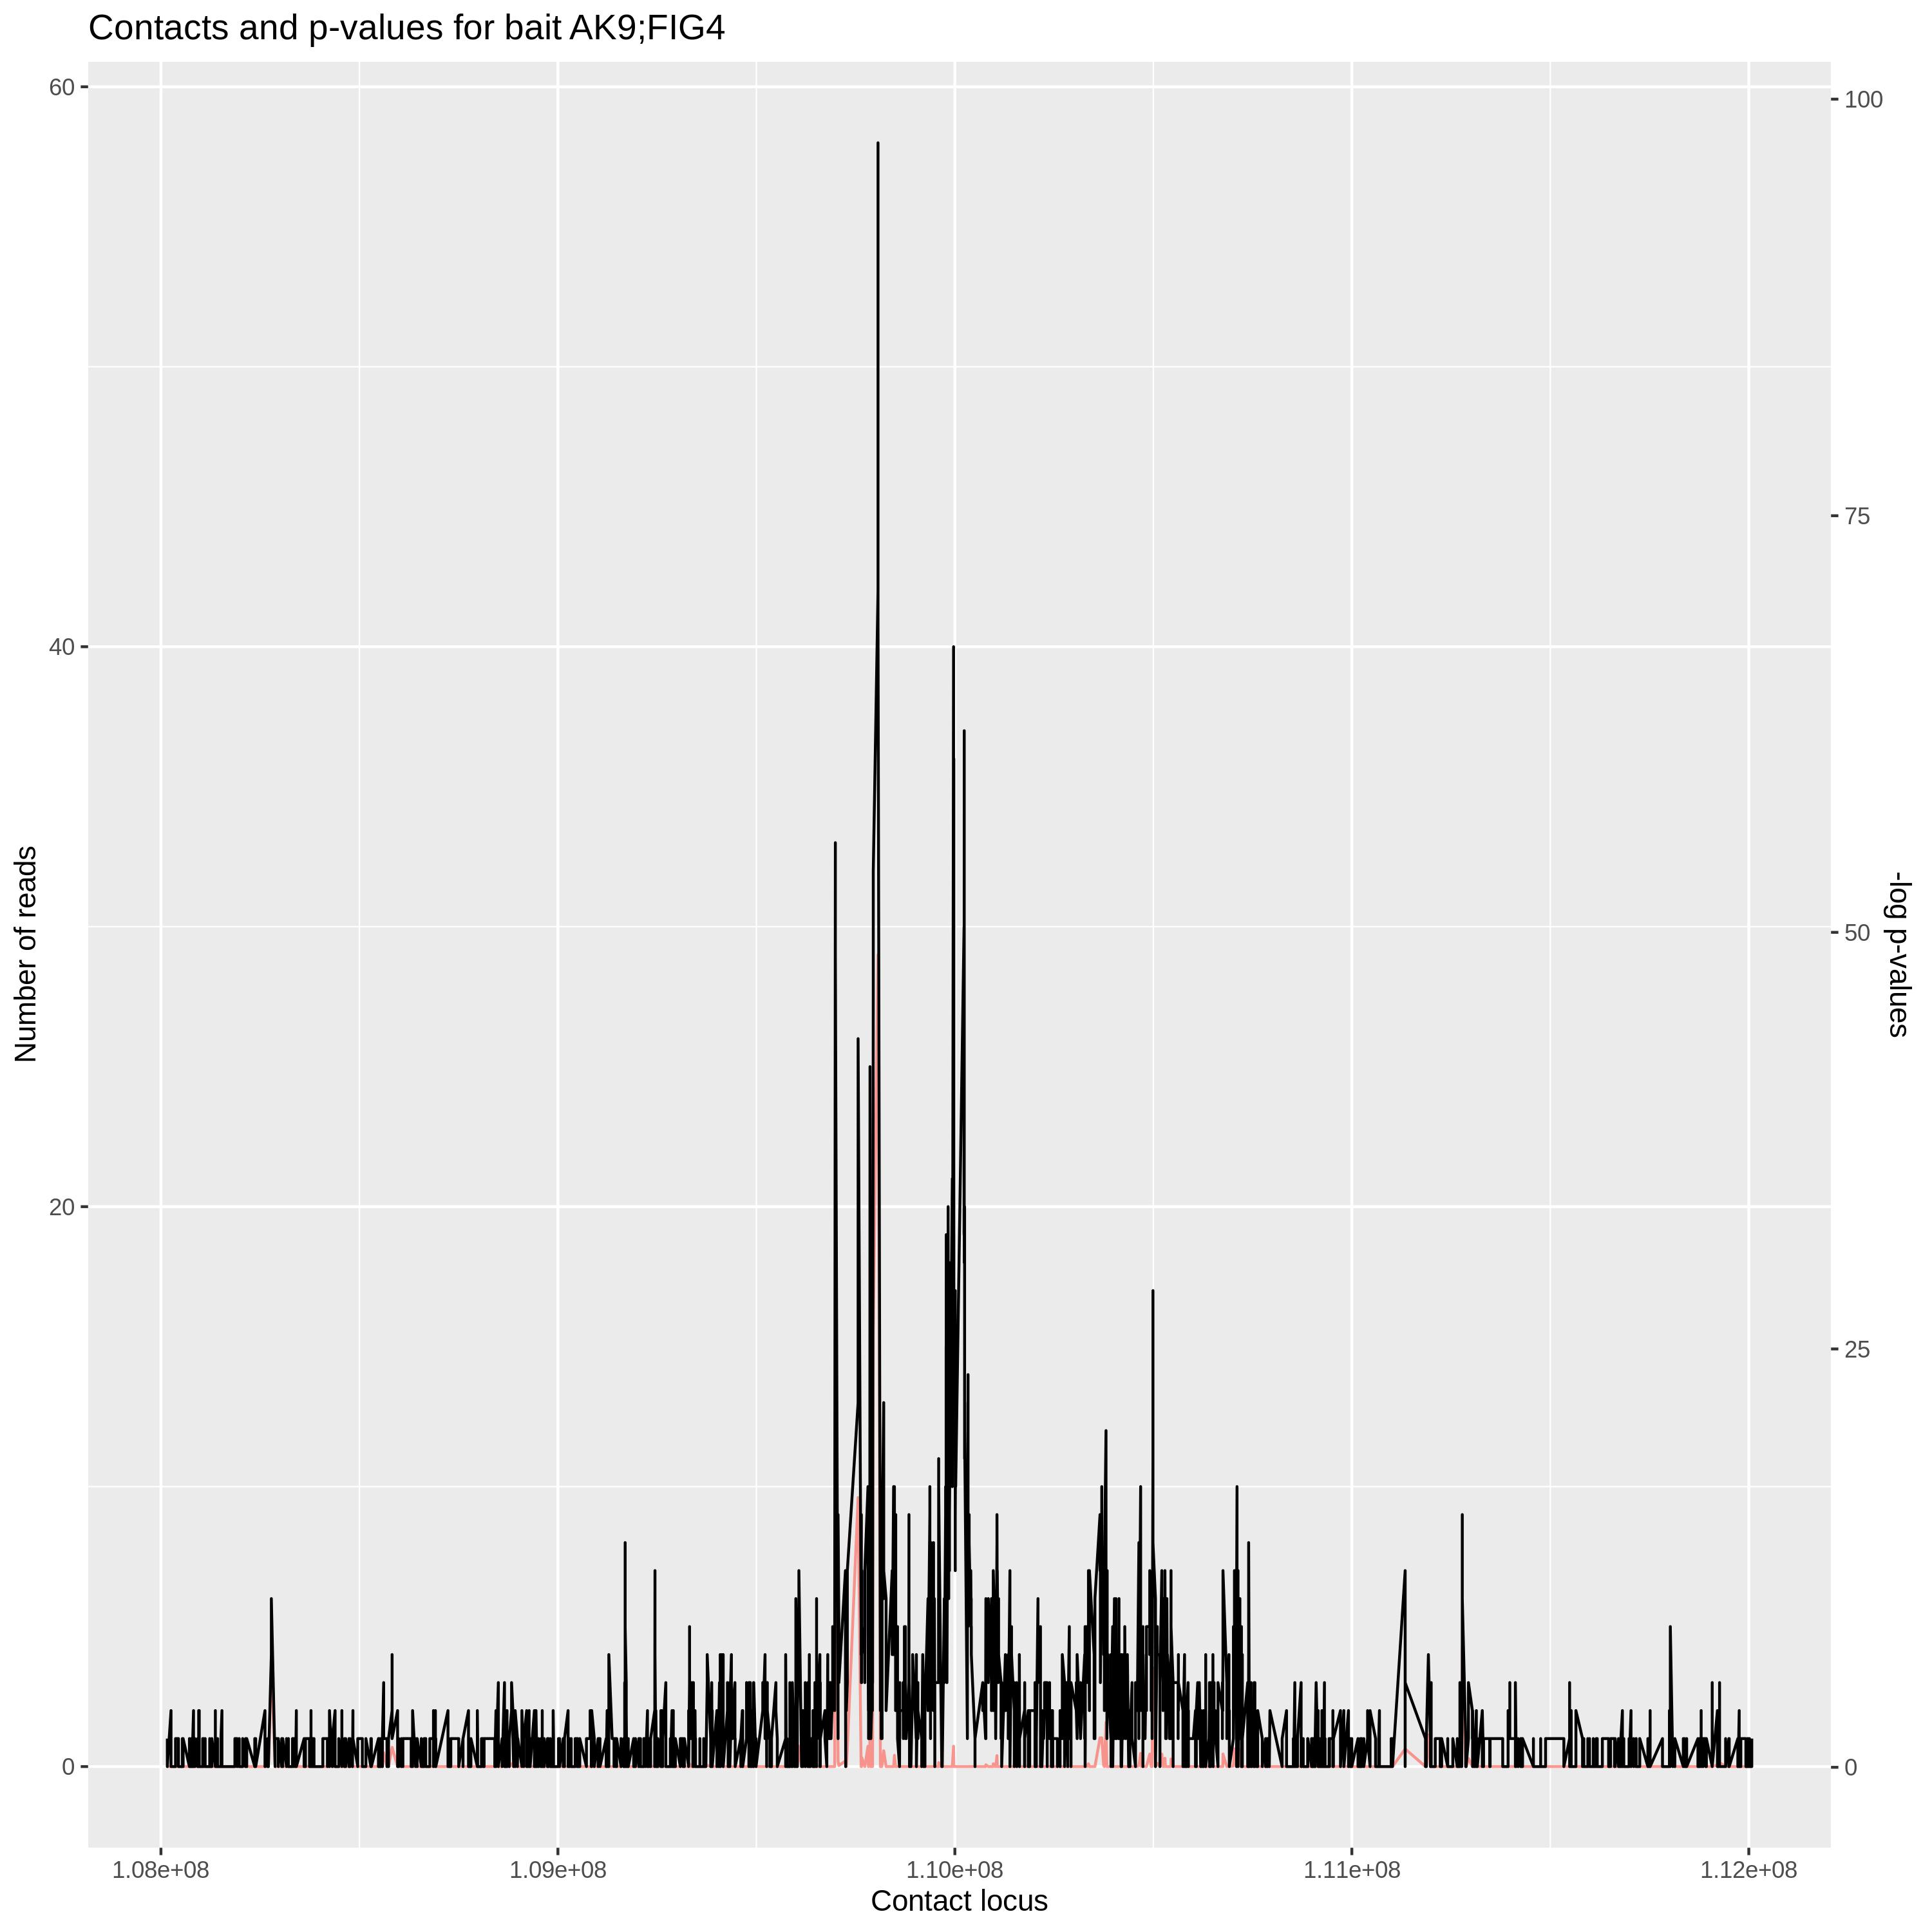 Contacts and p-values for bait AK9;FIG4
60
40
20
0
Number of reads
100
75
50
25
0
-log p-values
1.08e+08 1.09e+08 1.10e+08 1.11e+08 1.12e+08
Contact locus